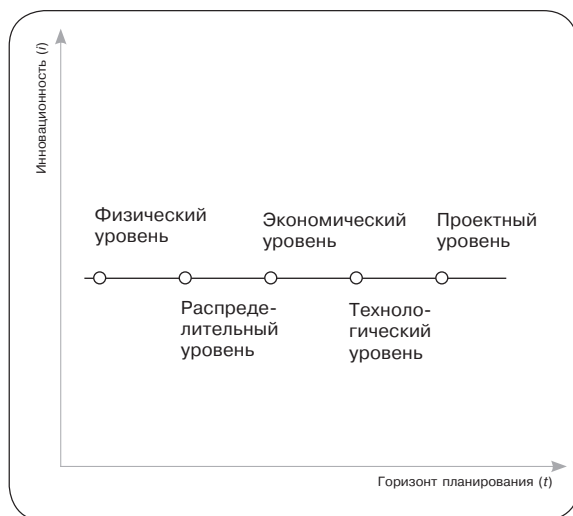 Инновационность (i)
Физический
уровень
Экономический
уровень
Проектный
уровень
Распреде-
лительный
уровень
Техноло-
гический
уровень
Горизонт планирования (t)